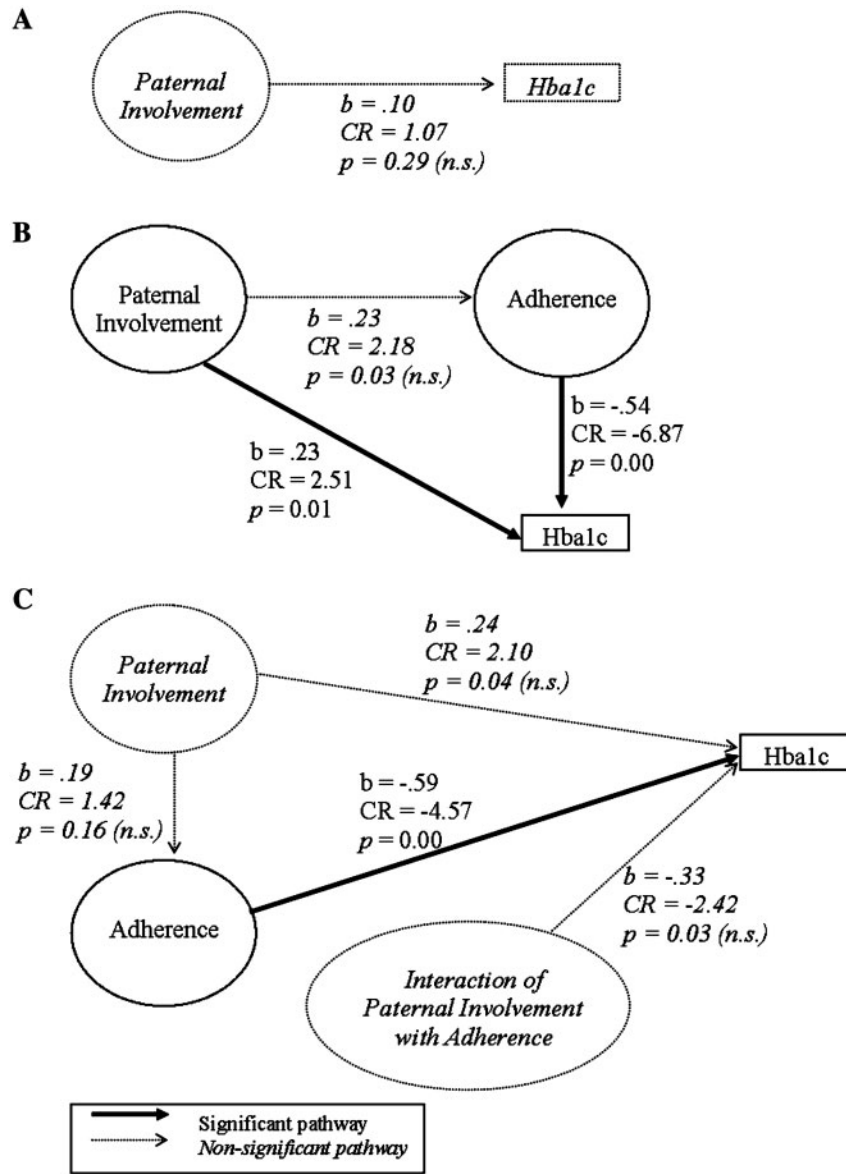 A
Paternal
Involvement
Hba1c
b = .10
CR = 1.07
p = 0.29 (n.s.)
B
Paternal
Involvement
Adherence
b = .23
CR = 2.18
p = 0.03 (n.s.)
b = -.54
CR = -6.87
p = 0.00
b = .23
CR = 2.51
p = 0.01
Hba1c
C
Paternal
Involvement
b = .24
CR = 2.10
p = 0.04 (n.s.)
Hba1c
b = .19
CR = 1.42
p = 0.16 (n.s.)
b = -.59
CR = -4.57
p = 0.00
b = -.33
CR = -2.42
p = 0.03 (n.s.)
Adherence
Interaction of
Paternal Involvement
with Adherence
Significant pathway
Non-significant pathway